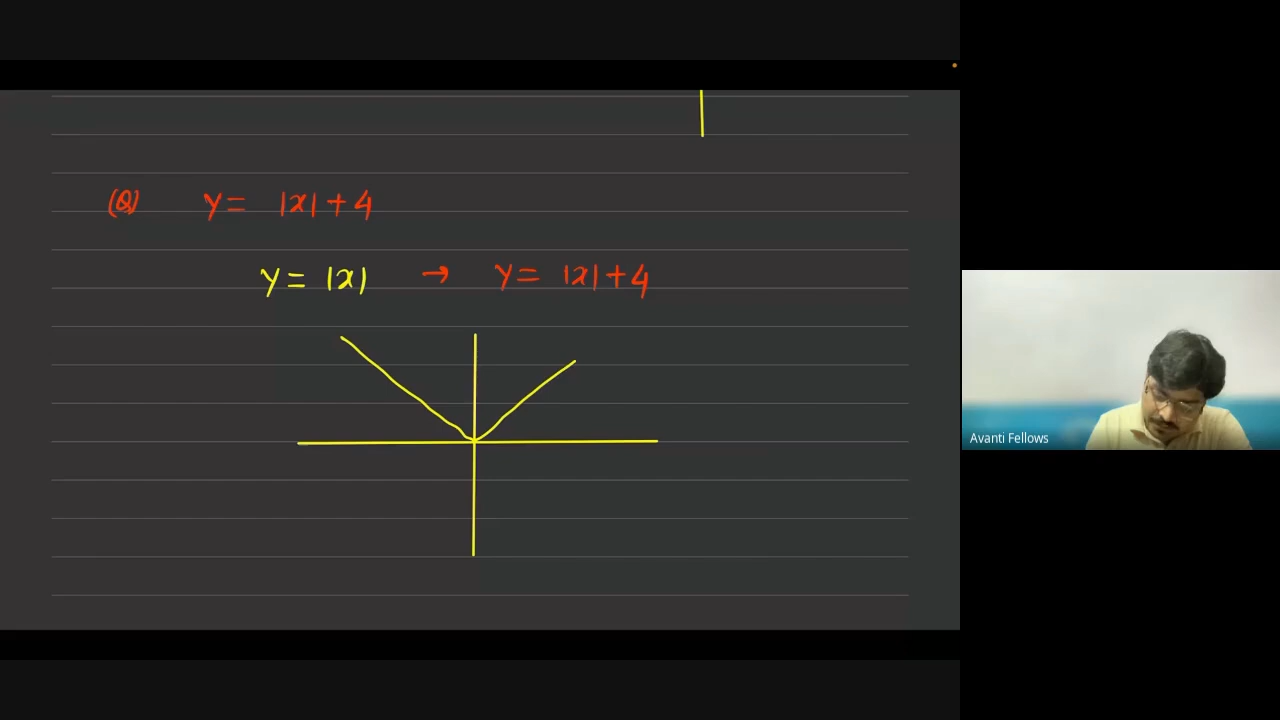 (Q) y = |x| + 4
y = |x| → y = |x| + 4
Avanti Fellows